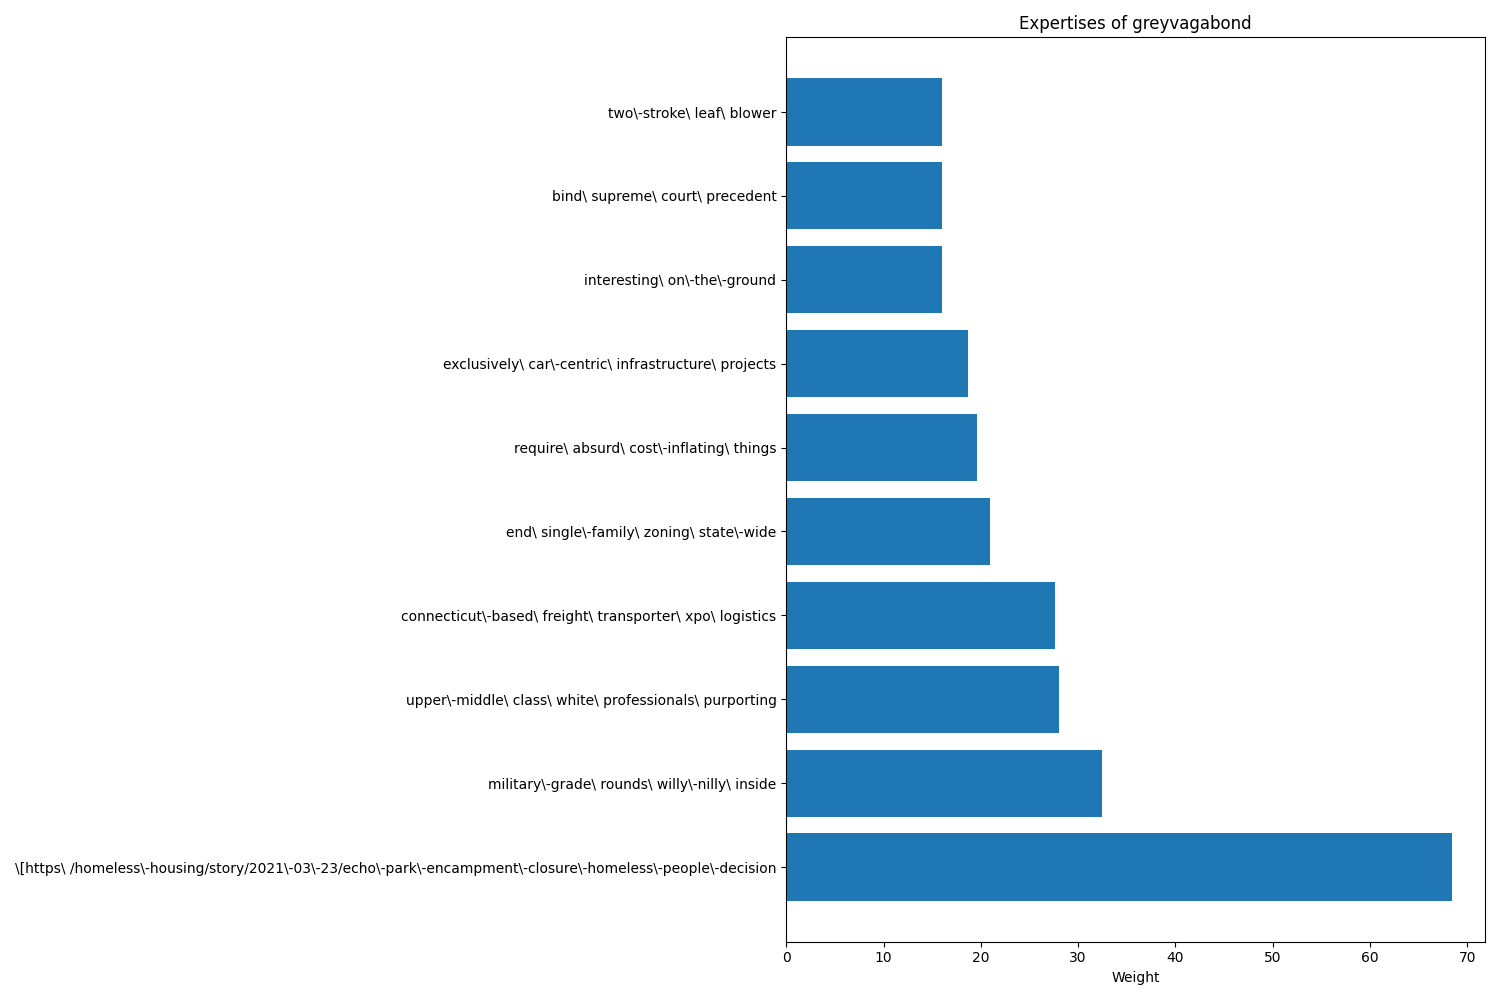 Expertises of greyvagabond
two\-stroke\ leaf\ blower
bind\ supreme\ court\ precedent
interesting\ on\-the\-ground
exclusively\ car\-centric\ infrastructure\ projects
require\ absurd\ cost\-inflating\ things
end\ single\-family\ zoning\ state\-wide
connecticut\-based\ freight\ transporter\ xpo\ logistics
upper\-middle\ class\ white\ professionals\ purporting
military\-grade\ rounds\ willy\-nilly\ inside
\[https\ /homeless\-housing/story/2021\-03\-23/echo\-park\-encampment\-closure\-homeless\-people\-decision
0 10 20 30 40 50 60 70
Weight